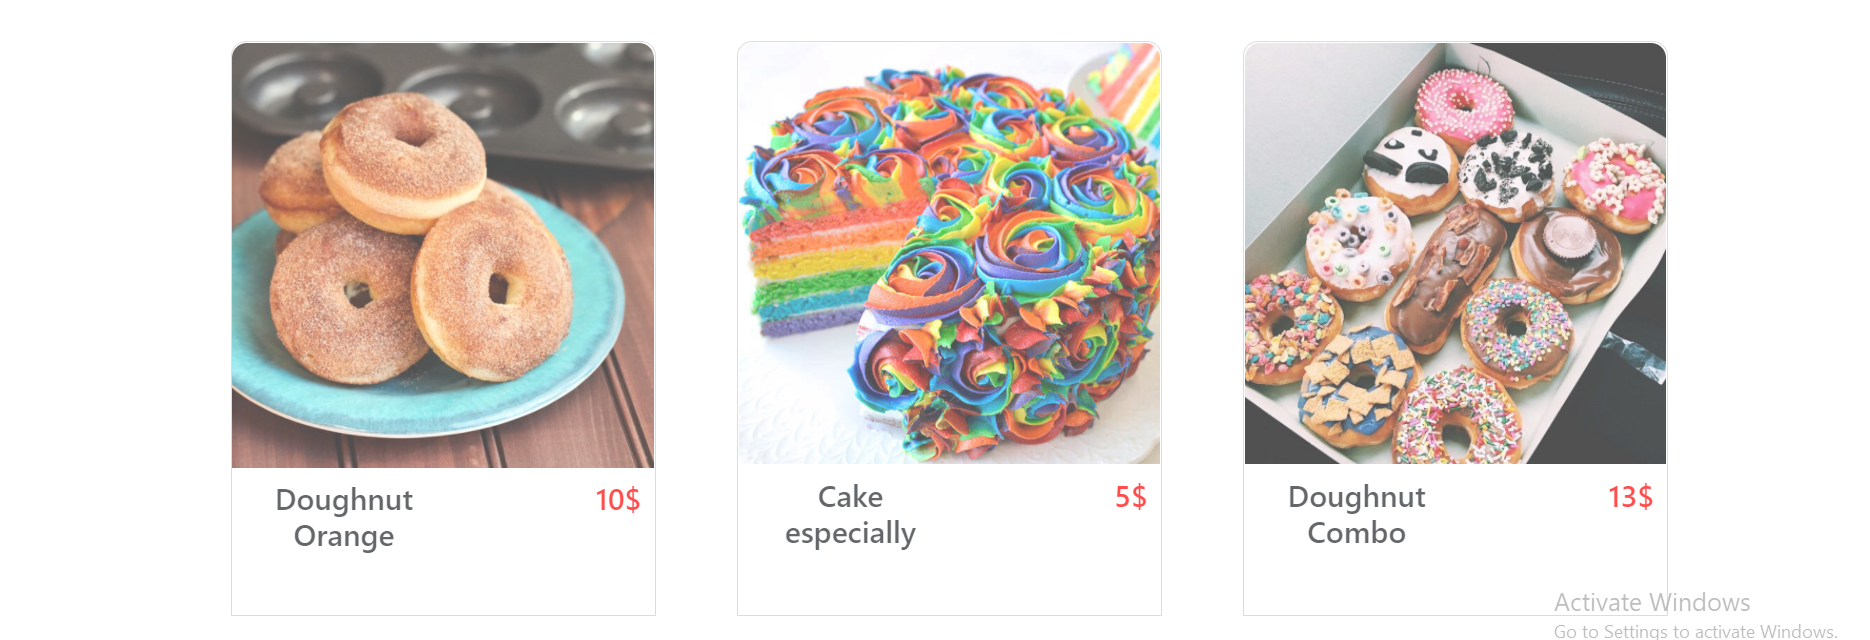 Doughnut
Orange
10$
Cake
especially
5$
Doughnut
Combo
13$
Activate Windows
Go to Settings to activate Windows.